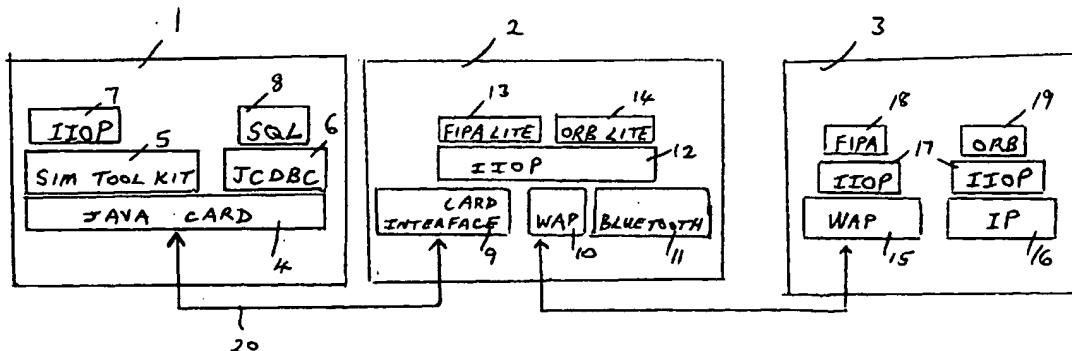 1
7
IIOP
8
SQL
5
6
SIM TOOL KIT
JCDBC
JAVA CARD
4
2
13
14
FIPA LITE
ORB LITE
IIOP
12
CARD
INTERFACE
9
WAP
10
BLUETOOTH
11
3
18
19
FIPA
ORB
17
IIOP
IIOP
WAP
15
IP
16
20